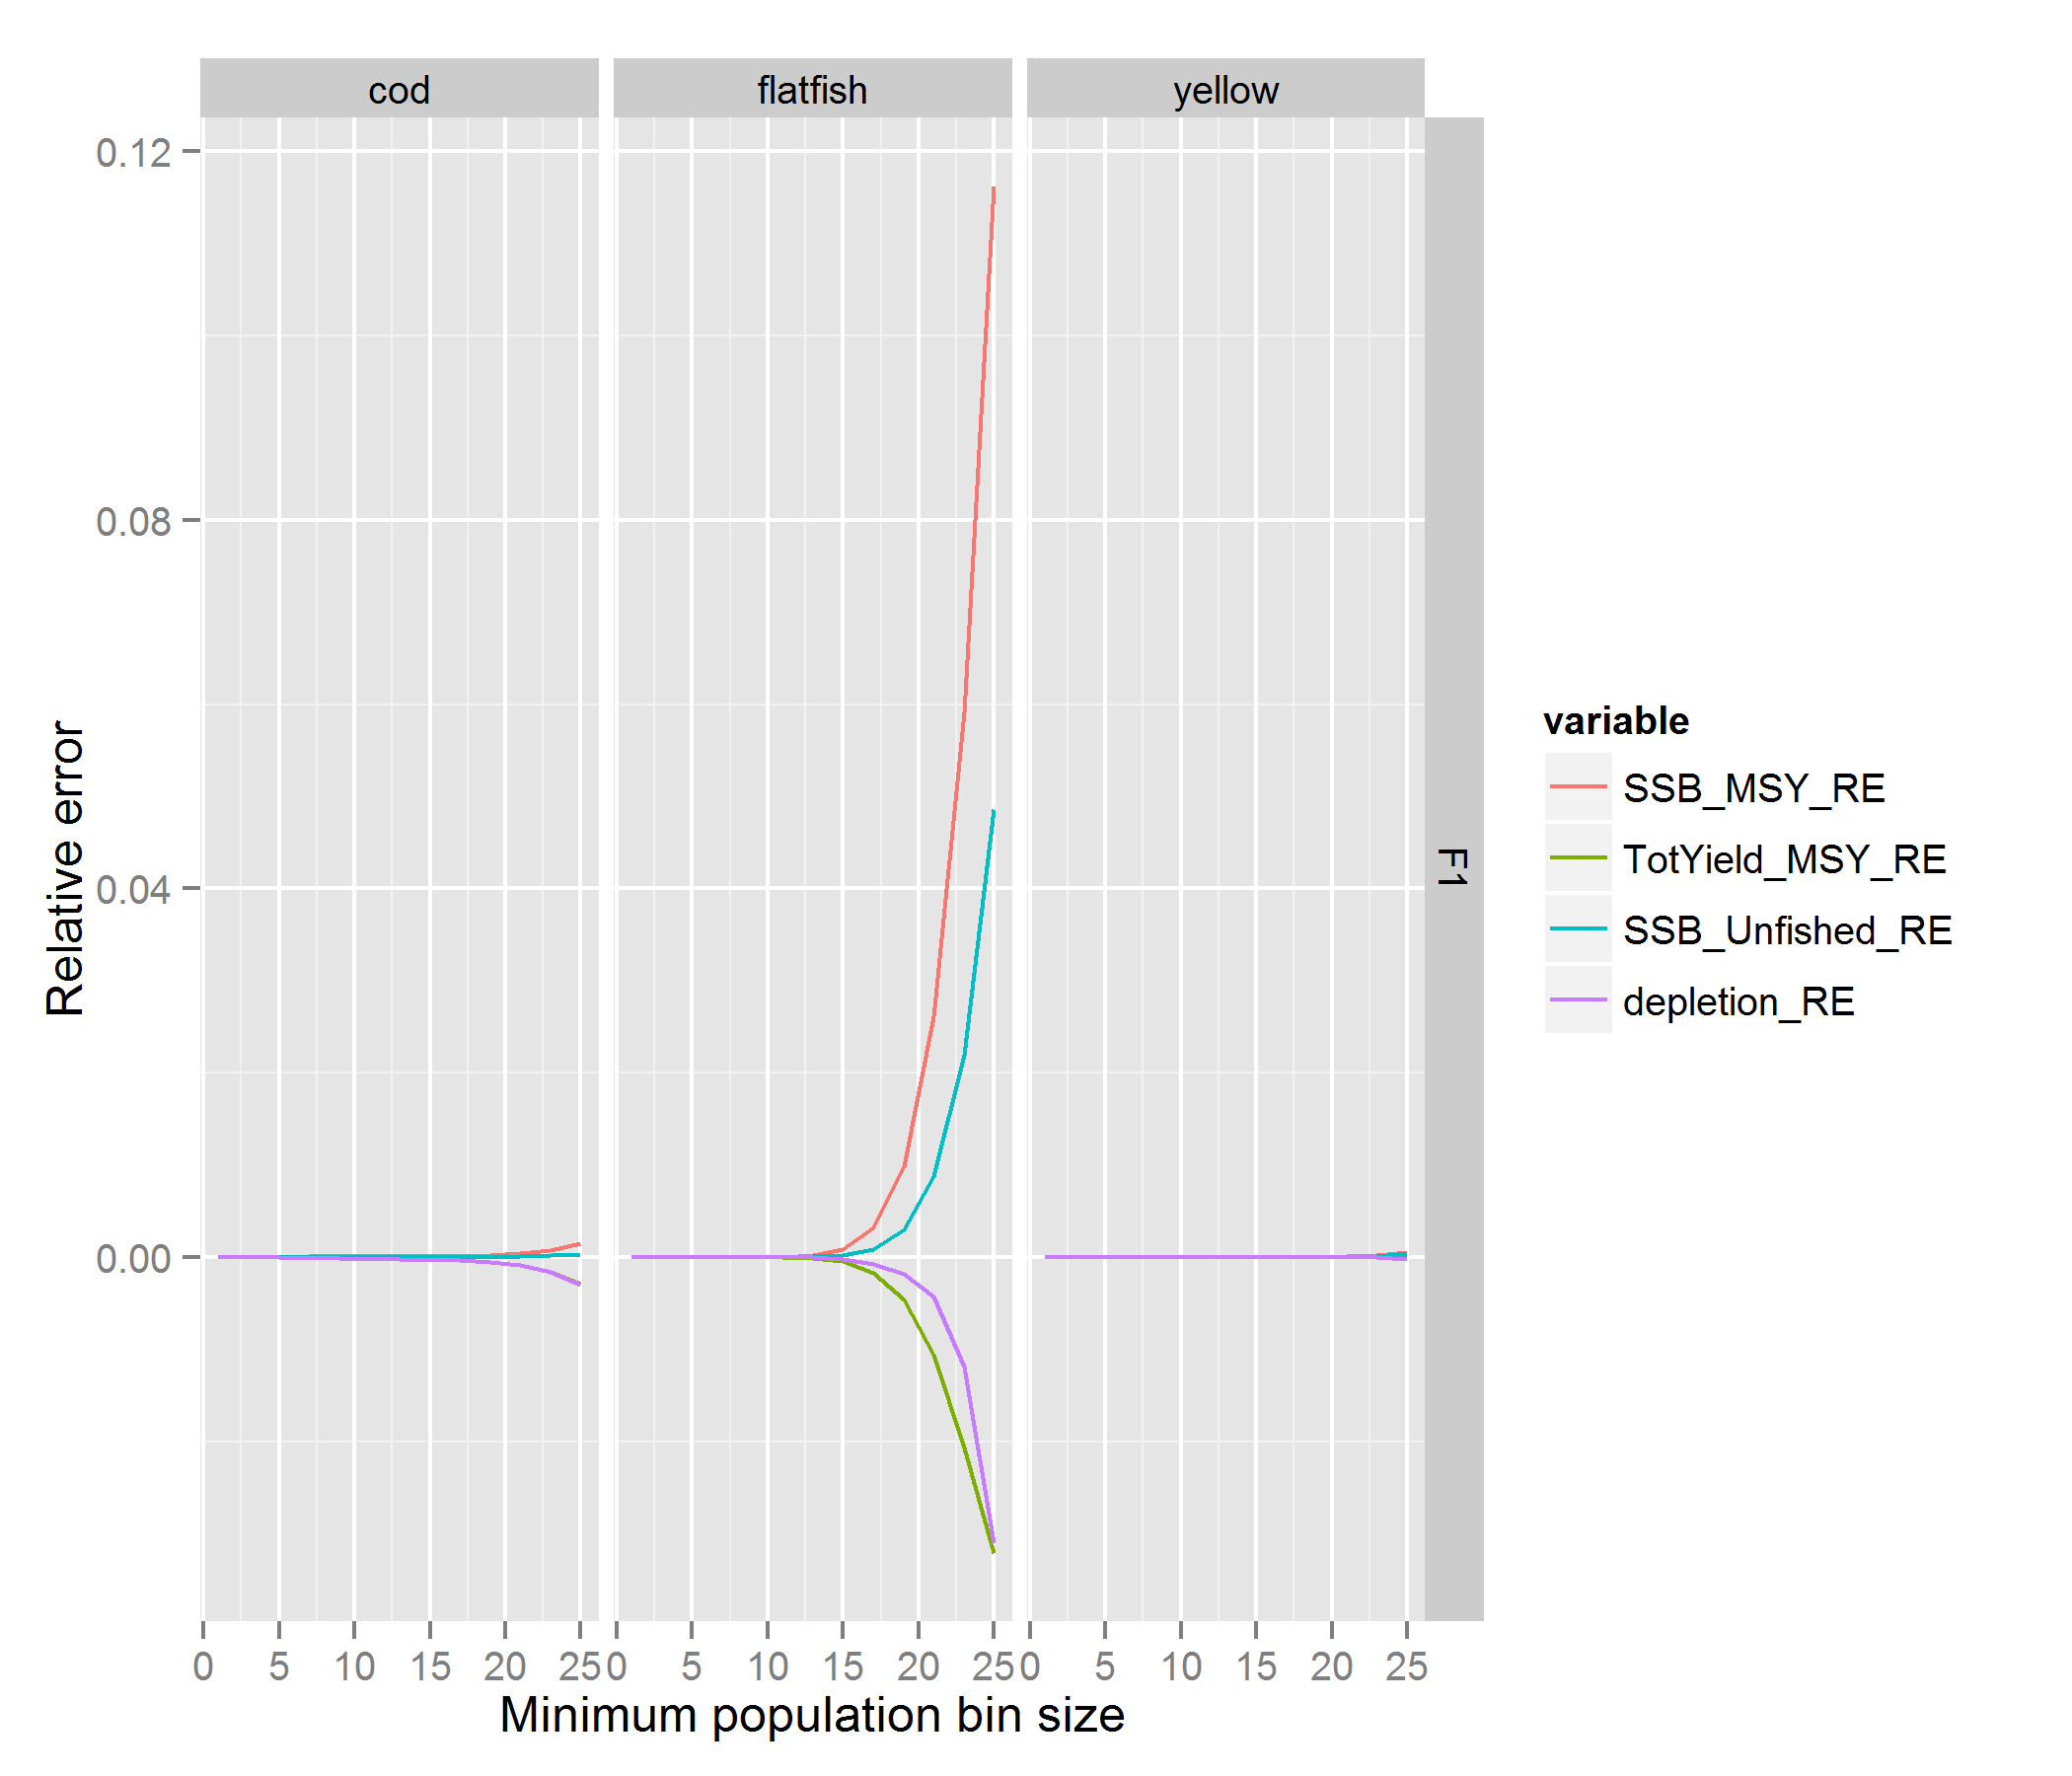 cod flatfish yellow
0.12
0.08
0.04
0.00
Relative error
F1
0 5 10 15 20 25 0 5 10 15 20 25 0 5 10 15 20 25
Minimum population bin size
variable
SSB_MSY_RE
TotYield_MSY_RE
SSB_Unfished_RE
depletion_RE